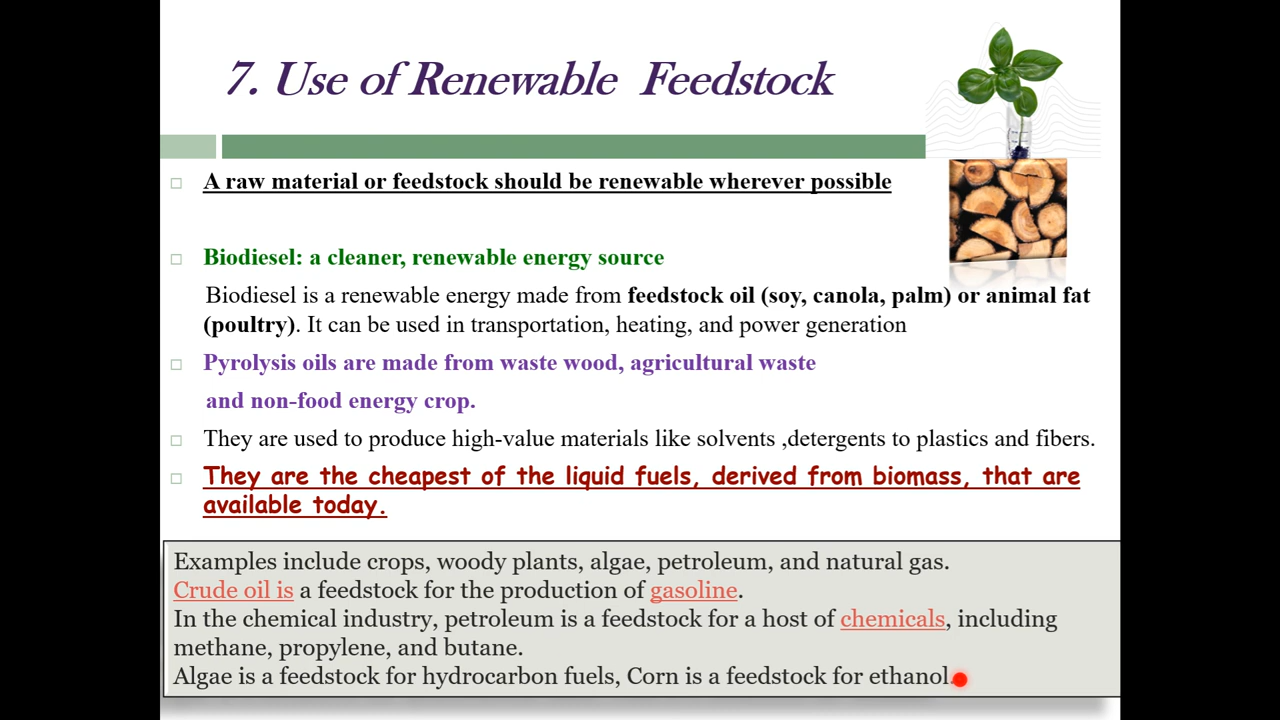 7. Use of Renewable Feedstock
A raw material or feedstock should be renewable wherever possible
Biodiesel: a cleaner, renewable energy source
Biodiesel is a renewable energy made from feedstock oil (soy, canola, palm) or animal fat
(poultry). It can be used in transportation, heating, and power generation
Pyrolysis oils are made from waste wood, agricultural waste
and non-food energy crop.
They are used to produce high-value materials like solvents ,detergents to plastics and fibers.
They are the cheapest of the liquid fuels, derived from biomass, that are
available today.
Examples include crops, woody plants, algae, petroleum, and natural gas.
Crude oil is a feedstock for the production of gasoline.
In the chemical industry, petroleum is a feedstock for a host of chemicals, including
methane, propylene, and butane.
Algae is a feedstock for hydrocarbon fuels, Corn is a feedstock for ethanol.